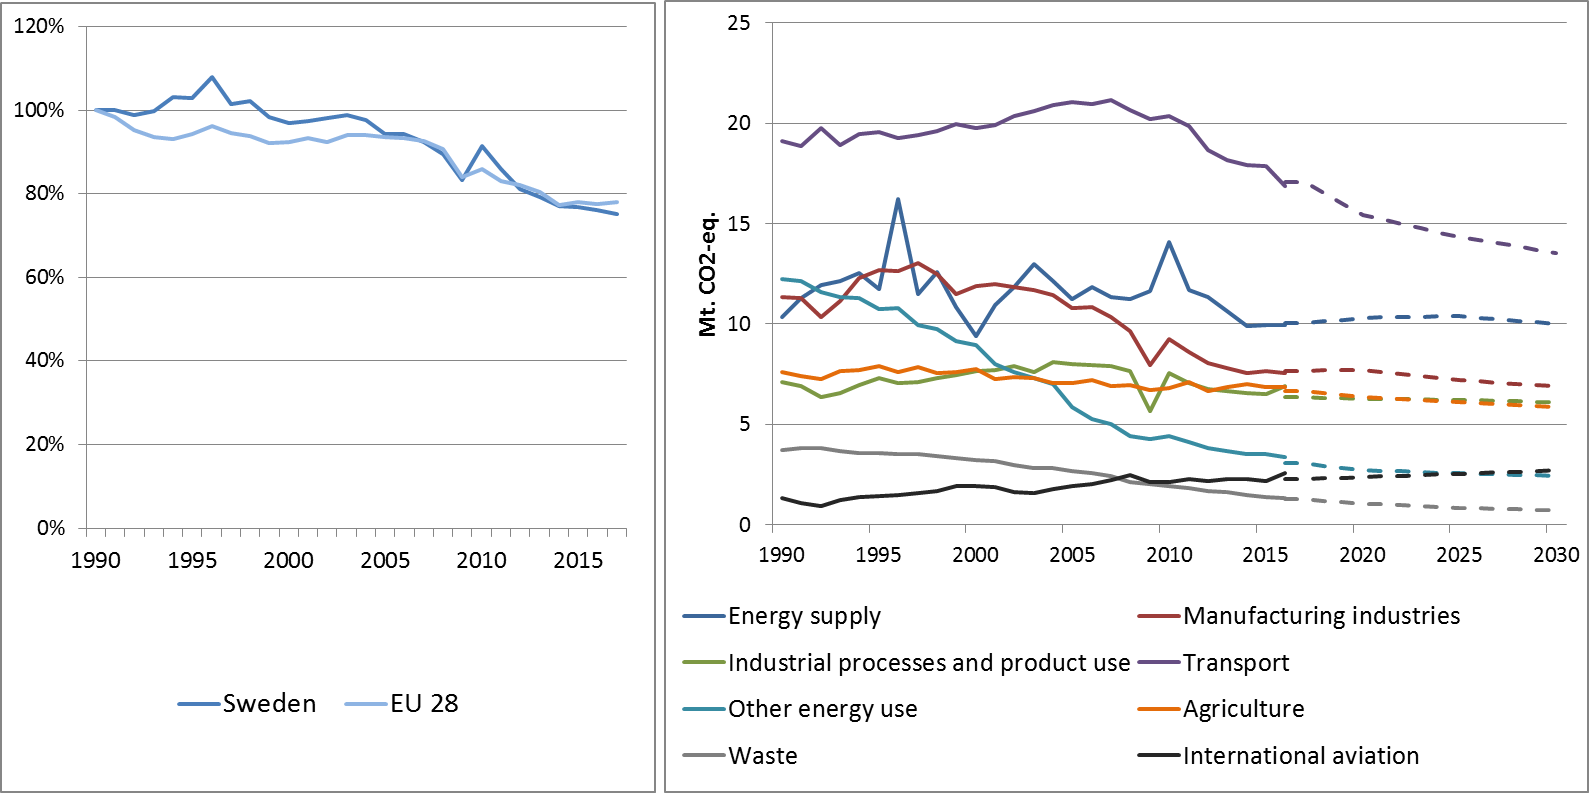 120%
100%
80%
60%
40%
20%
0%
1990 1995 2000 2005 2010 2015
Sweden EU 28
Mt. CO2-eq.
25
20
15
10
5
0
1990 1995 2000 2005 2010 2015 2020 2025 2030
Energy supply Manufacturing industries
Industrial processes and product use Transport
Other energy use Agriculture
Waste International aviation